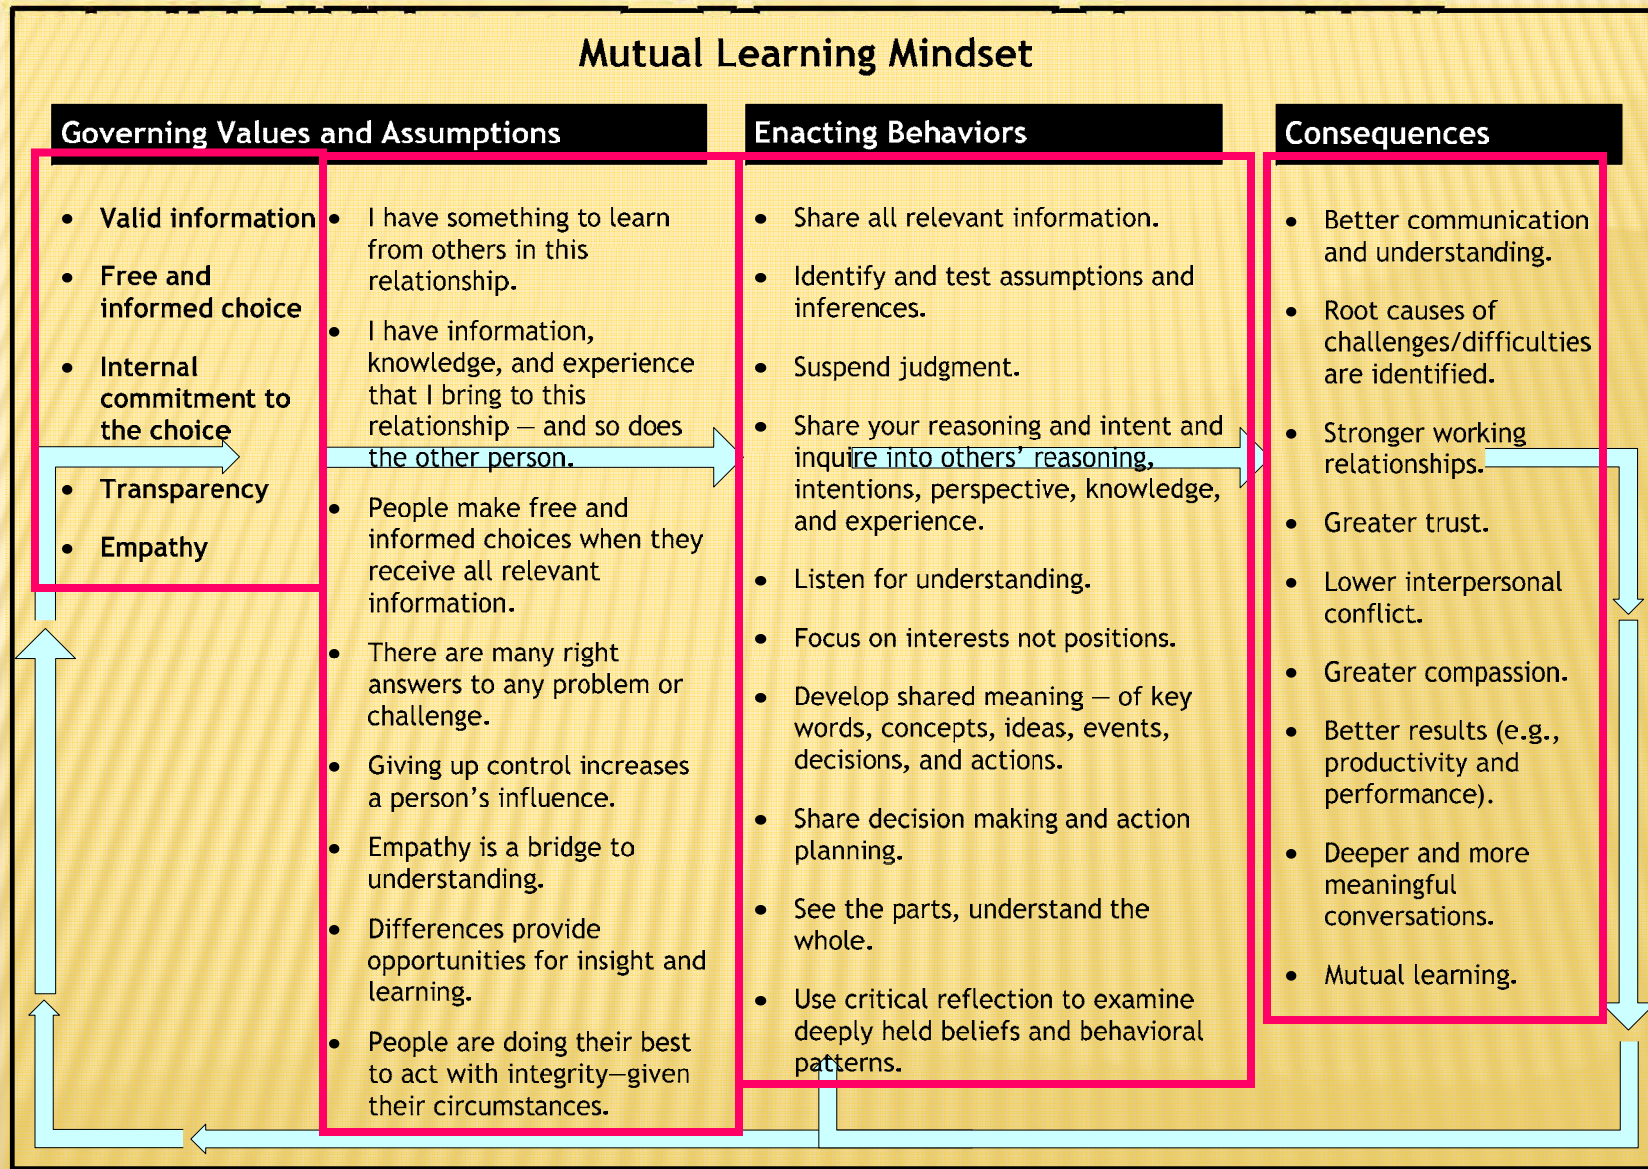 Mutual Learning Mindset
Governing Values and Assumptions
• Valid information
• Free and
informed choice
• Internal
commitment to
the choice
• Transparency
• Empathy
• I have something to learn
from others in this
relationship.
• I have information,
knowledge, and experience
that I bring to this
relationship — and so does
the other person.
• People make free and
informed choices when they
receive all relevant
information.
• There are many right
answers to any problem or
challenge.
• Giving up control increases
a person’s influence.
• Empathy is a bridge to
understanding.
• Differences provide
opportunities for insight and
learning.
• People are doing their best
to act with integrity—given
their circumstances.
Enacting Behaviors
• Share all relevant information.
• Identify and test assumptions and
inferences.
• Suspend judgment.
• Share your reasoning and intent and
inquire into others’ reasoning,
intentions, perspective, knowledge,
and experience.
• Listen for understanding.
• Focus on interests not positions.
• Develop shared meaning — of key
words, concepts, ideas, events,
decisions, and actions.
• Share decision making and action
planning.
• See the parts, understand the
whole.
• Use critical reflection to examine
deeply held beliefs and behavioral
patterns.
Consequences
• Better communication
and understanding.
• Root causes of
challenges/difficulties
are identified.
• Stronger working
relationships.
• Greater trust.
• Lower interpersonal
conflict.
• Greater compassion.
• Better results (e.g.,
productivity and
performance).
• Deeper and more
meaningful
conversations.
• Mutual learning.